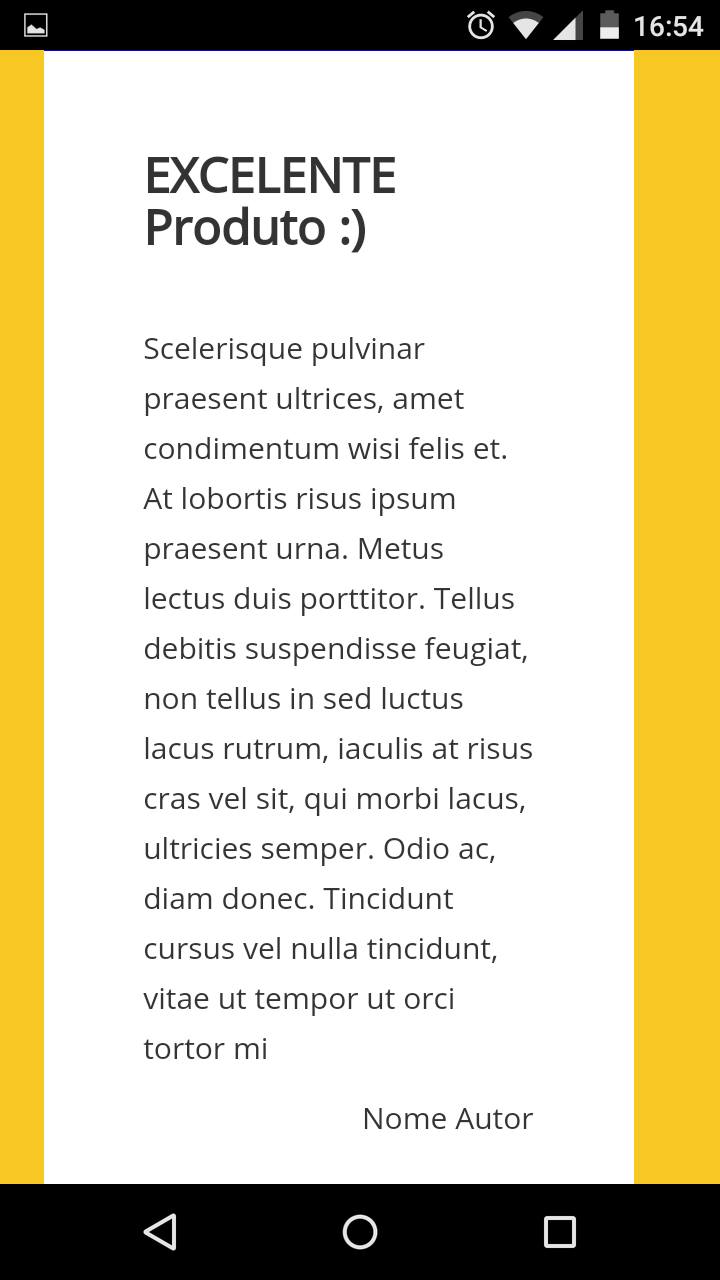 16:54
EXCELENTE
Produto :)
Scelerisque pulvinar
praesent ultrices, amet
condimentum wisi felis et.
At lobortis risus ipsum
praesent urna. Metus
lectus duis porttitor. Tellus
debitis suspendisse feugiat,
non tellus in sed luctus
lacus rutrum, iaculis at risus
cras vel sit, qui morbi lacus,
ultricies semper. Odio ac,
diam donec. Tincidunt
cursus vel nulla tincidunt,
vitae ut tempor ut orci
tortor mi
Nome Autor